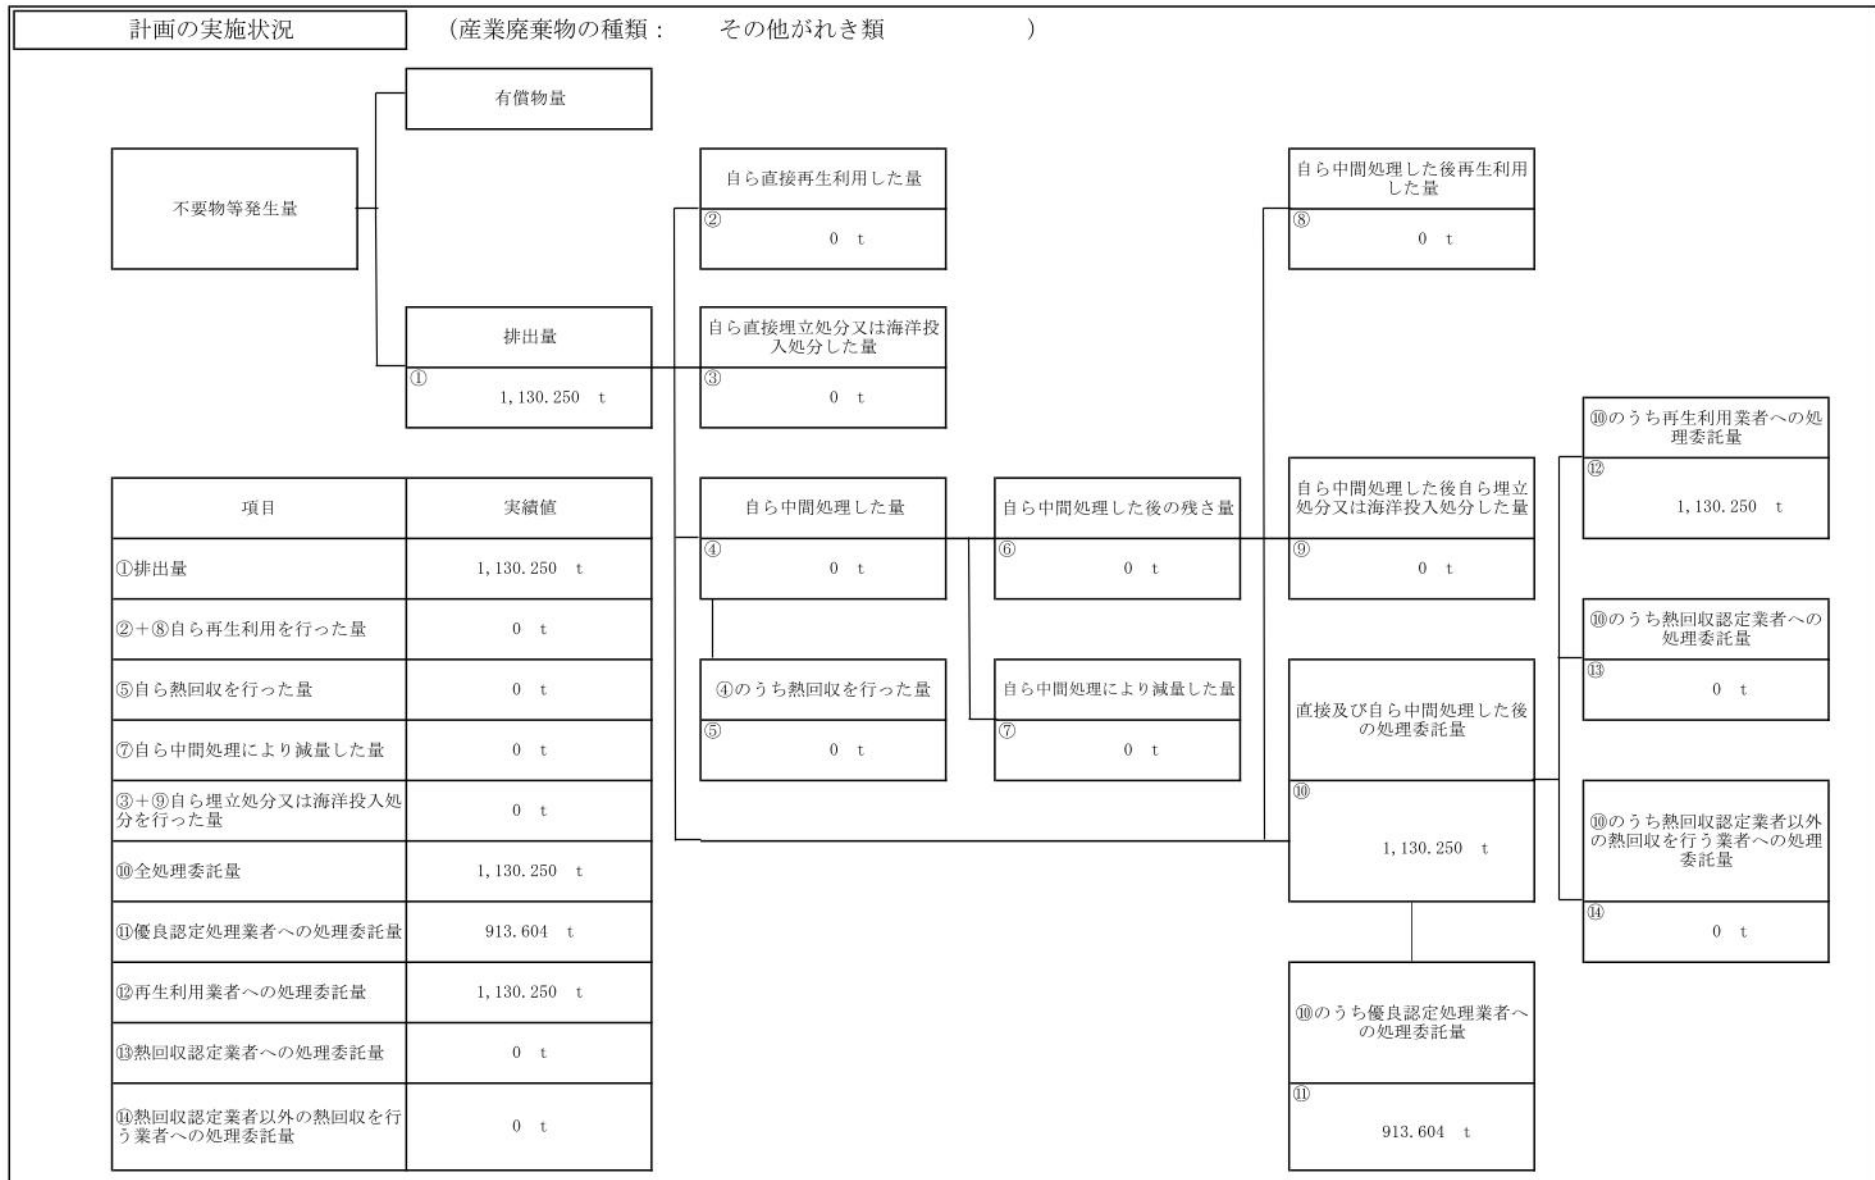 計画の実施状況 (産業廃棄物の種類： その他がれき類 )
有償物量
不要物等発生量
自ら直接再生利用した量
②
0 t
自ら中間処理した後再生利用
した量
⑧
0 t
排出量
①
1,130.250 t
自ら直接埋立処分又は海洋投
入処分した量
③
0 t
⑩のうち再生利用業者への処
理委託量
⑫
1,130.250 t
項目 実績値
①排出量 1,130.250 t
②＋⑧自ら再生利用を行った量 0 t
⑤自ら熱回収を行った量 0 t
⑦自ら中間処理により減量した量 0 t
③＋⑨自ら埋立処分又は海洋投入処
分を行った量 0 t
⑩全処理委託量 1,130.250 t
⑪優良認定処理業者への処理委託量 913.604 t
⑫再生利用業者への処理委託量 1,130.250 t
⑬熱回収認定業者への処理委託量 0 t
⑭熱回収認定業者以外の熱回収を行
う業者への処理委託量 0 t
自ら中間処理した量
④
0 t
自ら中間処理した後の残さ量
⑥
0 t
自ら中間処理した後自ら埋立
処分又は海洋投入処分した量
⑨
0 t
④のうち熱回収を行った量
⑤
0 t
自ら中間処理により減量した量
⑦
0 t
直接及び自ら中間処理した後
の処理委託量
⑩
1,130.250 t
⑩のうち熱回収認定業者への
処理委託量
⑬
0 t
⑩のうち熱回収認定業者以外
の熱回収を行う業者への処理
委託量
⑭
0 t
⑩のうち優良認定処理業者へ
の処理委託量
⑪
913.604 t